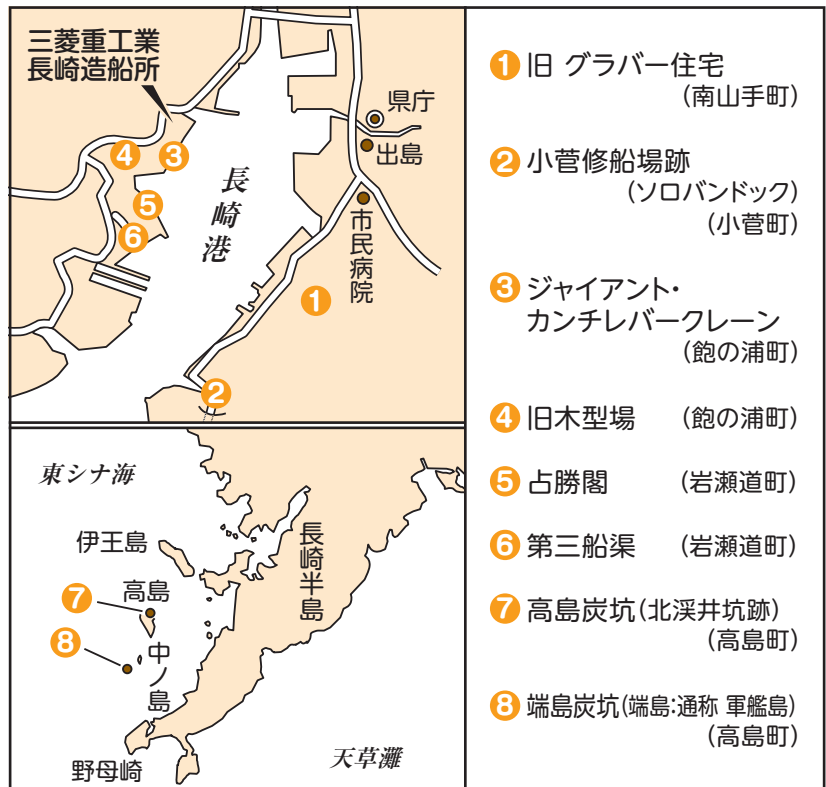 三菱重工業
長崎造船所
県庁
出島
長崎港
市民病院
4
3
5
6
1
2
東シナ海
伊王島
高島
7
8
中ノ島
長崎半島
野母崎
天草灘
1 旧 グラバー住宅
(南山手町)
2 小菅修船場跡
(ソロバンドック)
(小菅町)
3 ジャイアント・
カンチレバークレーン
(飽の浦町)
4 旧木型場 (飽の浦町)
5 占勝閣 (岩瀬道町)
6 第三船渠 (岩瀬道町)
7 高島炭坑(北渓井坑跡)
(高島町)
8 端島炭坑(端島:通称 軍艦島)
(高島町)